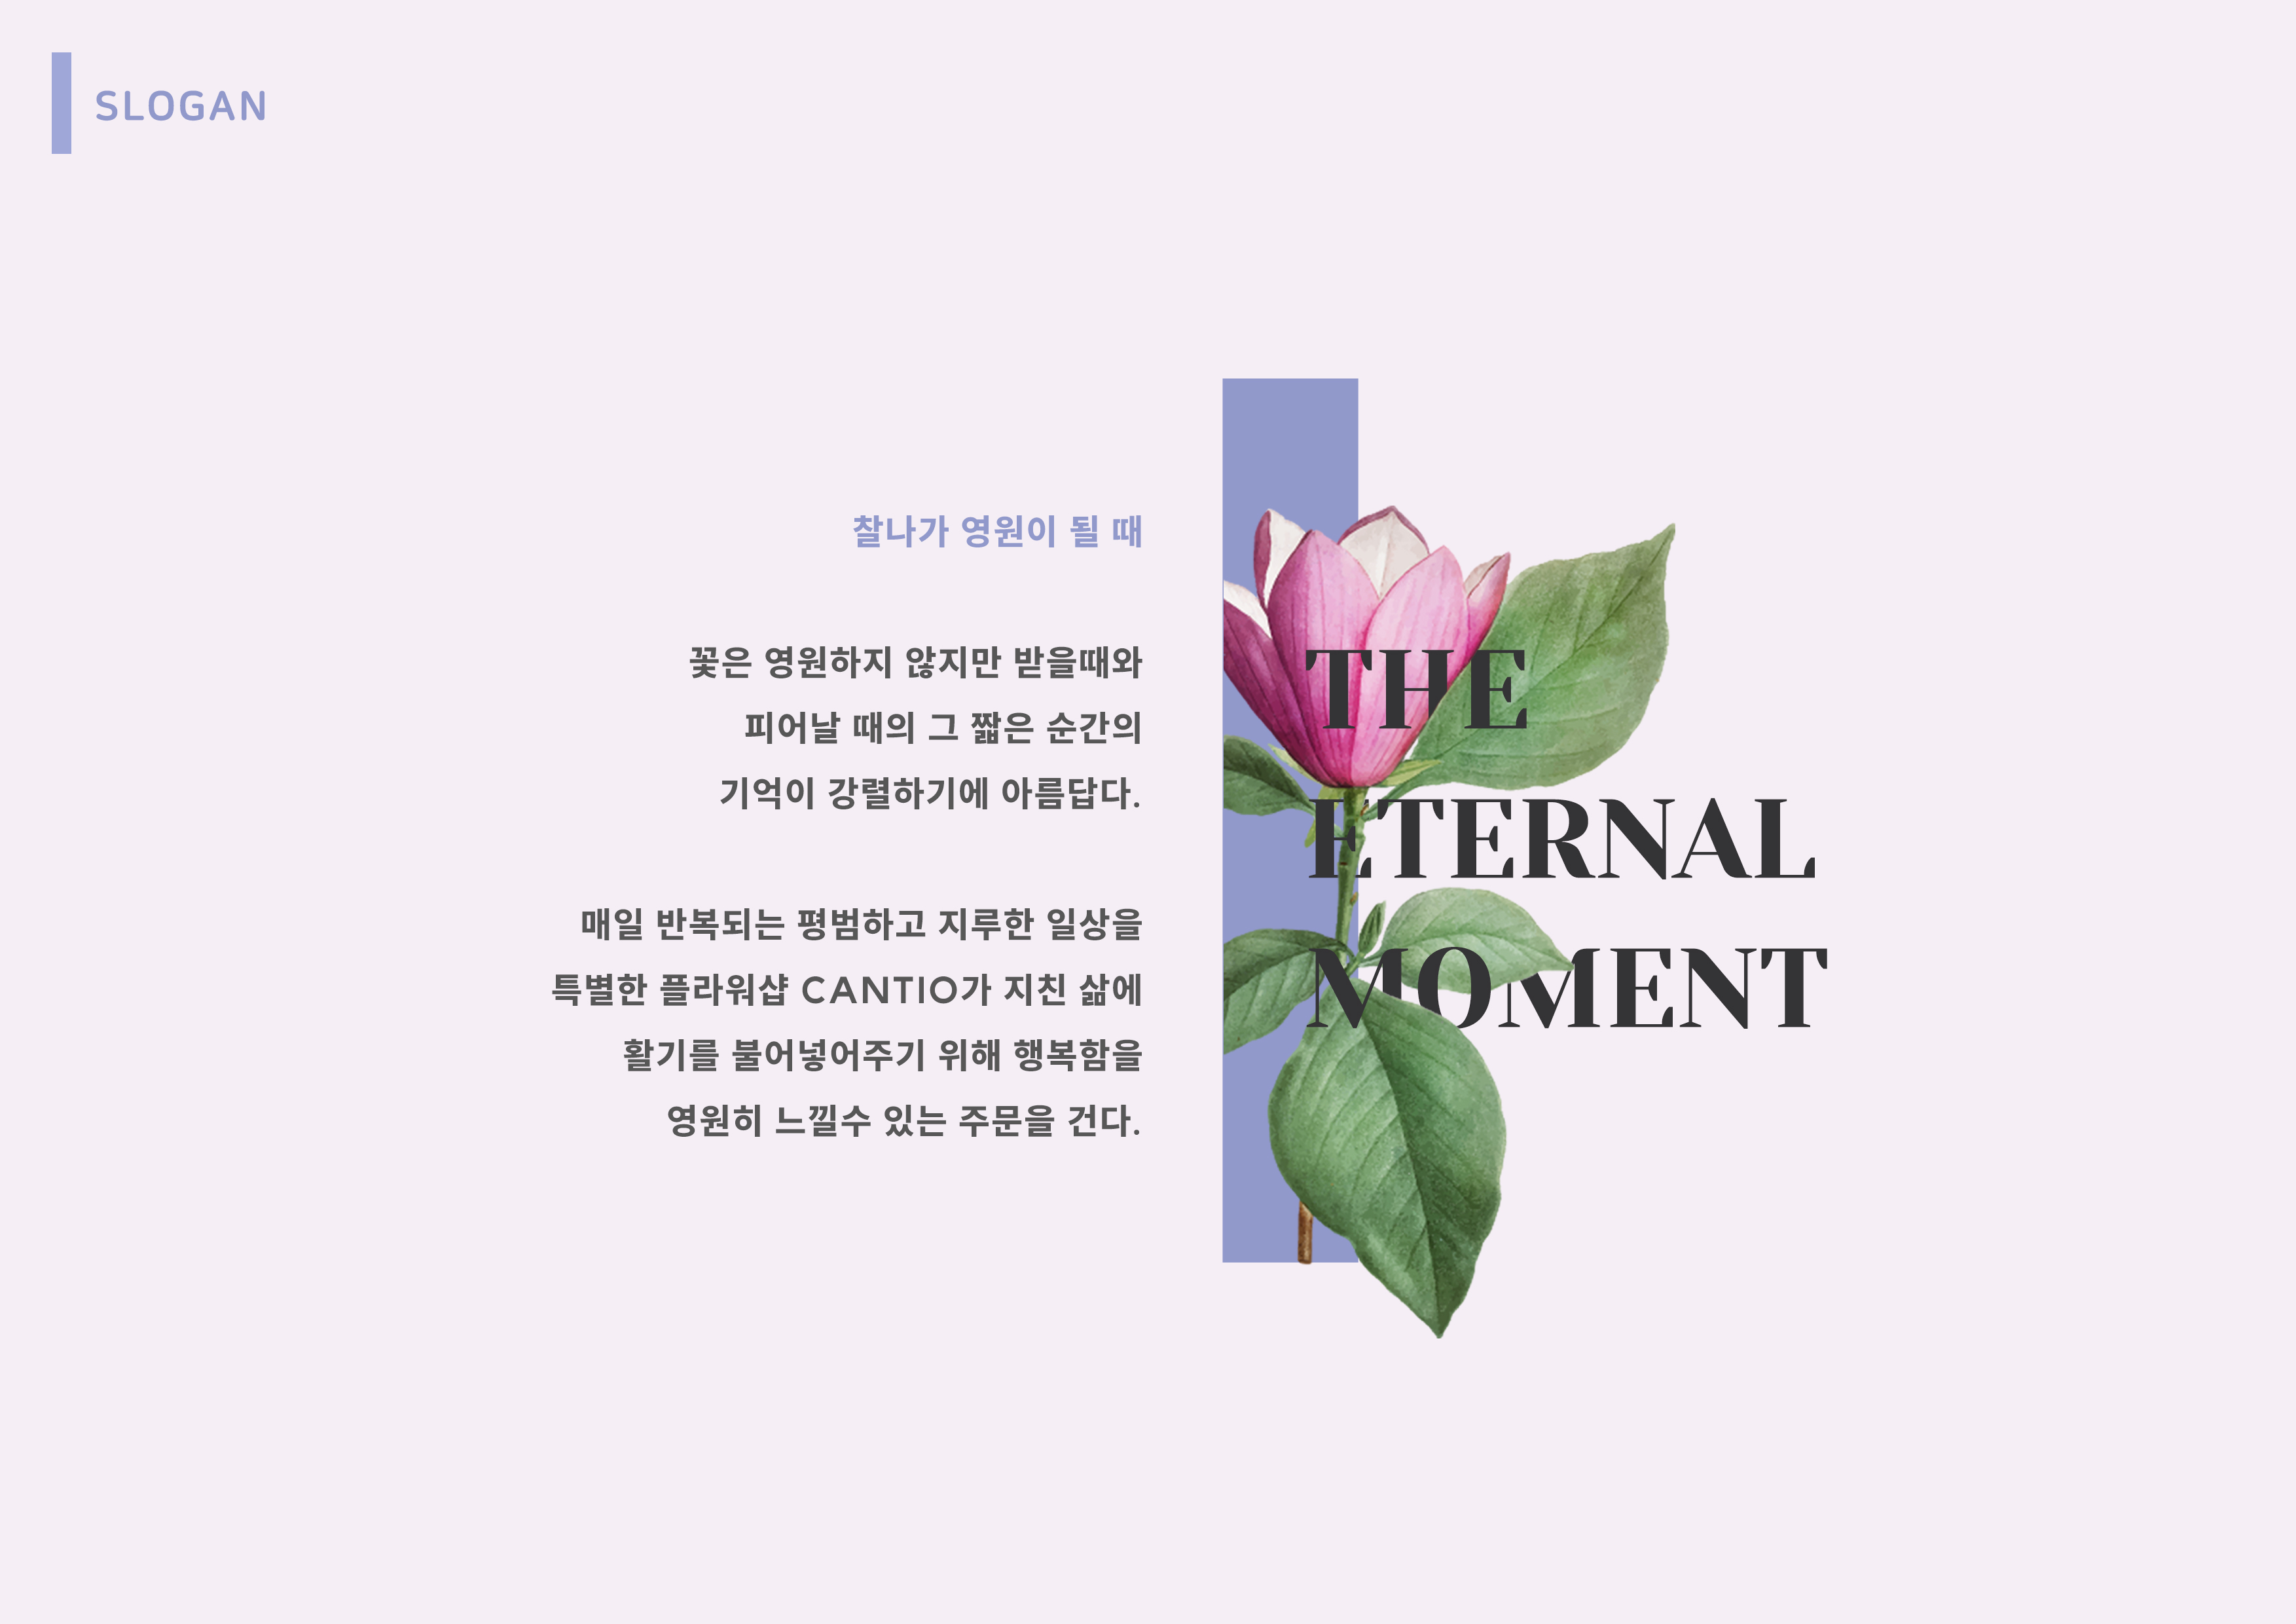 SLOGAN
찰나가 영원이 될 때
꽃은 영원하지 않지만 받을때와
피어날 때의 그 짧은 순간의
기억이 강렬하기에 아름답다.
매일 반복되는 평범하고 지루한 일상을
특별한 플라워샵 CANTIO가 지친 삶에
활기를 불어넣어주기 위해 행복함을
영원히 느낄수 있는 주문을 건다.
THE
ETERNAL
MOMENT